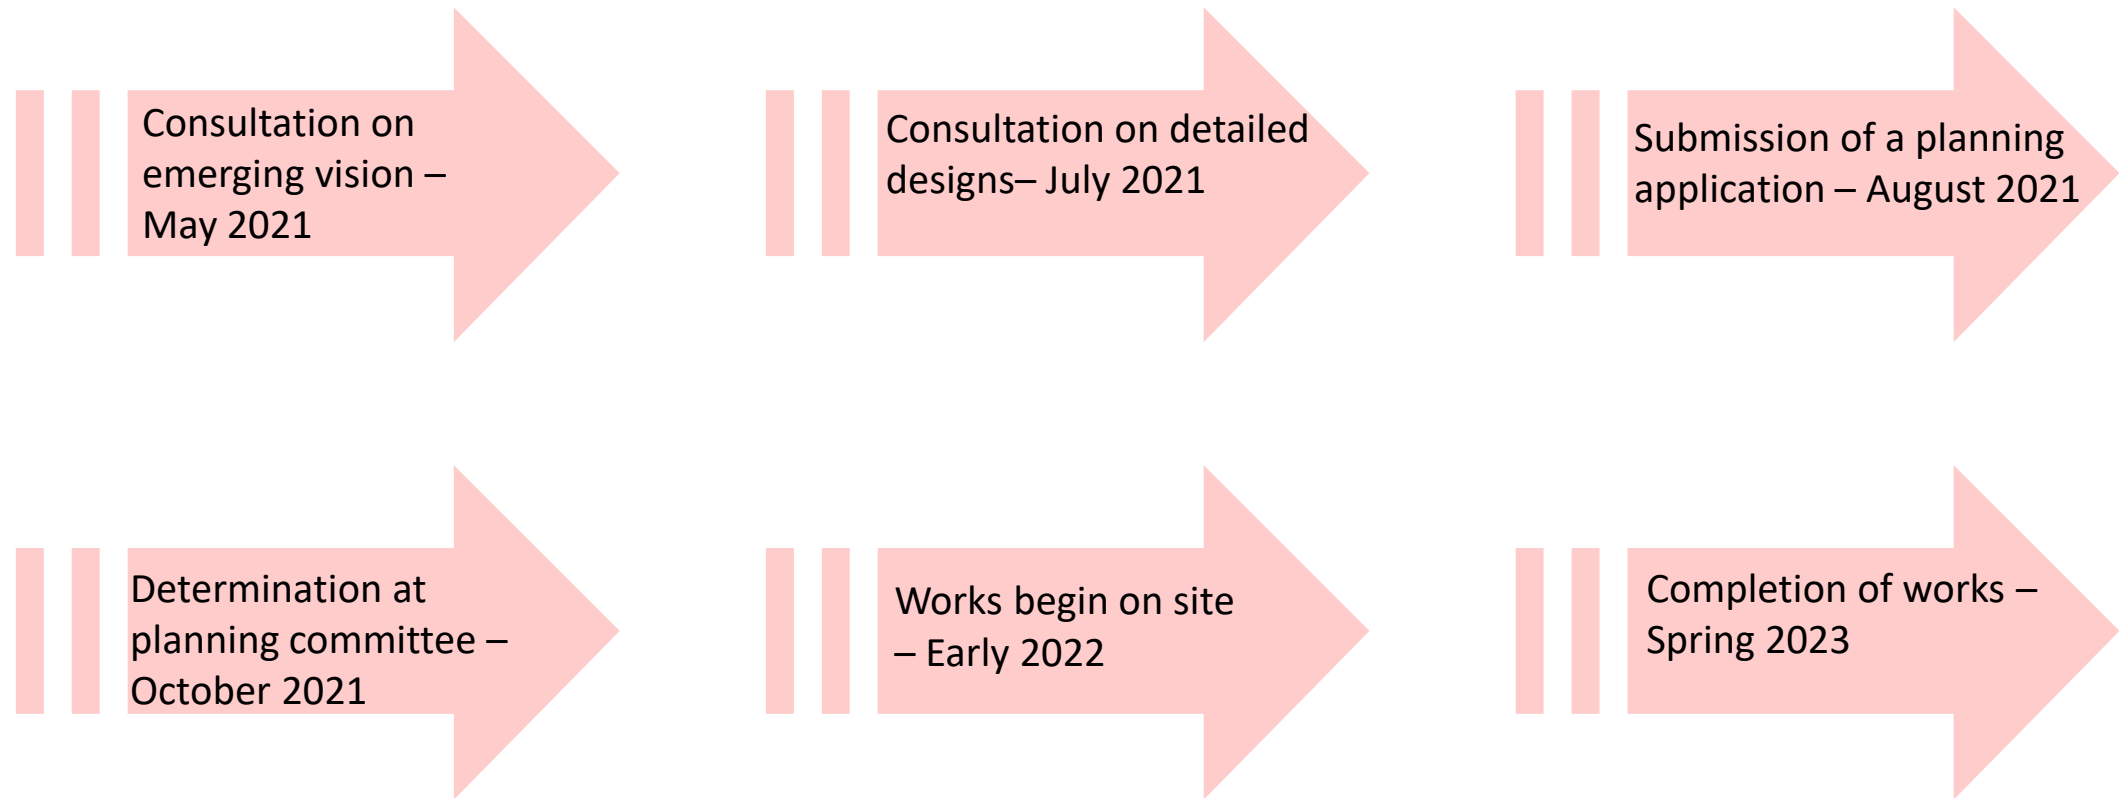 Consultation on
emerging vision –
May 2021
Consultation on detailed
designs– July 2021
Submission of a planning
application – August 2021
Determination at
planning committee –
October 2021
Works begin on site
– Early 2022
Completion of works –
Spring 2023